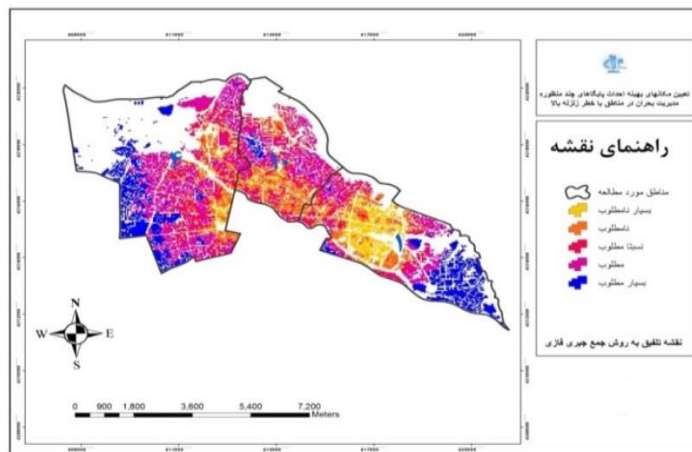 تعیین مکانهای بهینه احداث پایگاهای چند منظوره
مدیریت بحران در مناطق با خطر زلزله بالا
راهنمای نقشه
مناطق مورد مطالعه
بسیار نامطلوب
نامطلوب
نسبتا مطلوب
مطلوب
بسیار مطلوب
نقشه تلفیق به روش جمع جبری فازی
N
W E
S
0 900 1,800 3,600 5,400 7,200
Meters